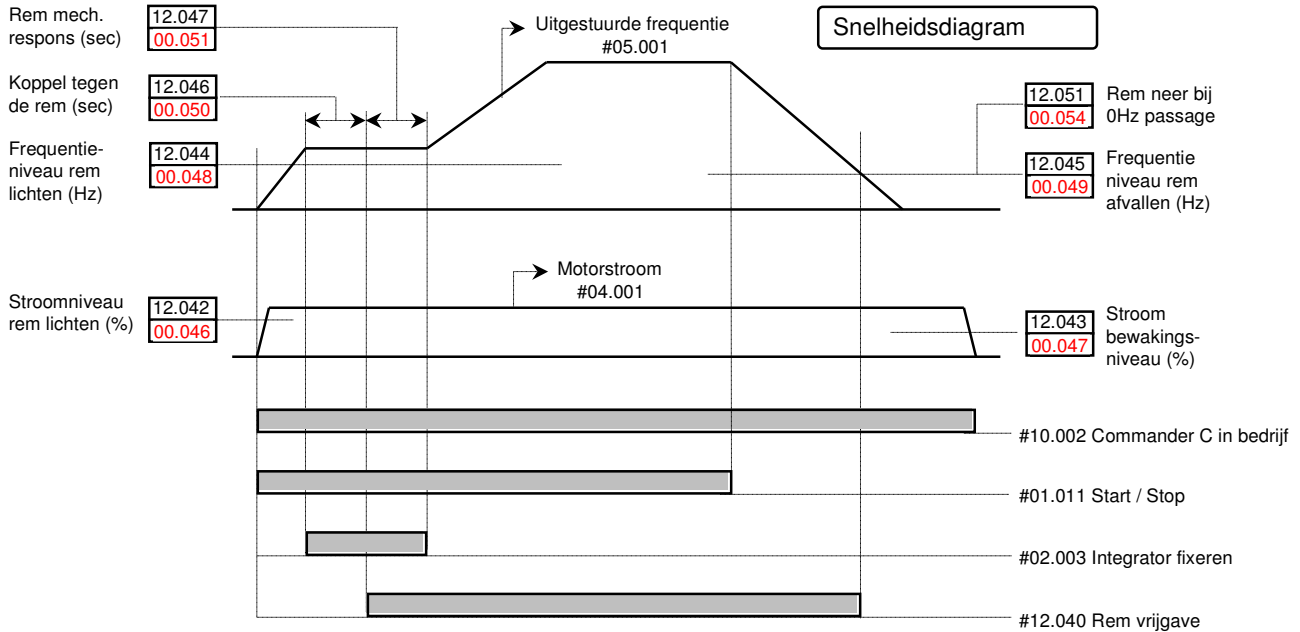 Rem mech.
respons (sec)
12.047
00.051
Uitgestuurde frequentie
#05.001
Snelheidsdiagram
Koppel tegen
de rem (sec)
12.046
00.050
12.051
00.054
Rem neer bij
0Hz passage
Frequentie-
niveau rem
lichten (Hz)
12.044
00.048
12.045
00.049
Frequentie
niveau rem
afvallen (Hz)
Motorstroom
#04.001
Stroomniveau
rem lichten (%)
12.042
00.046
12.043
00.047
Stroom
bewakings-
niveau (%)
#10.002 Commander C in bedrijf
#01.011 Start / Stop
#02.003 Integrator fixeren
#12.040 Rem vrijgave